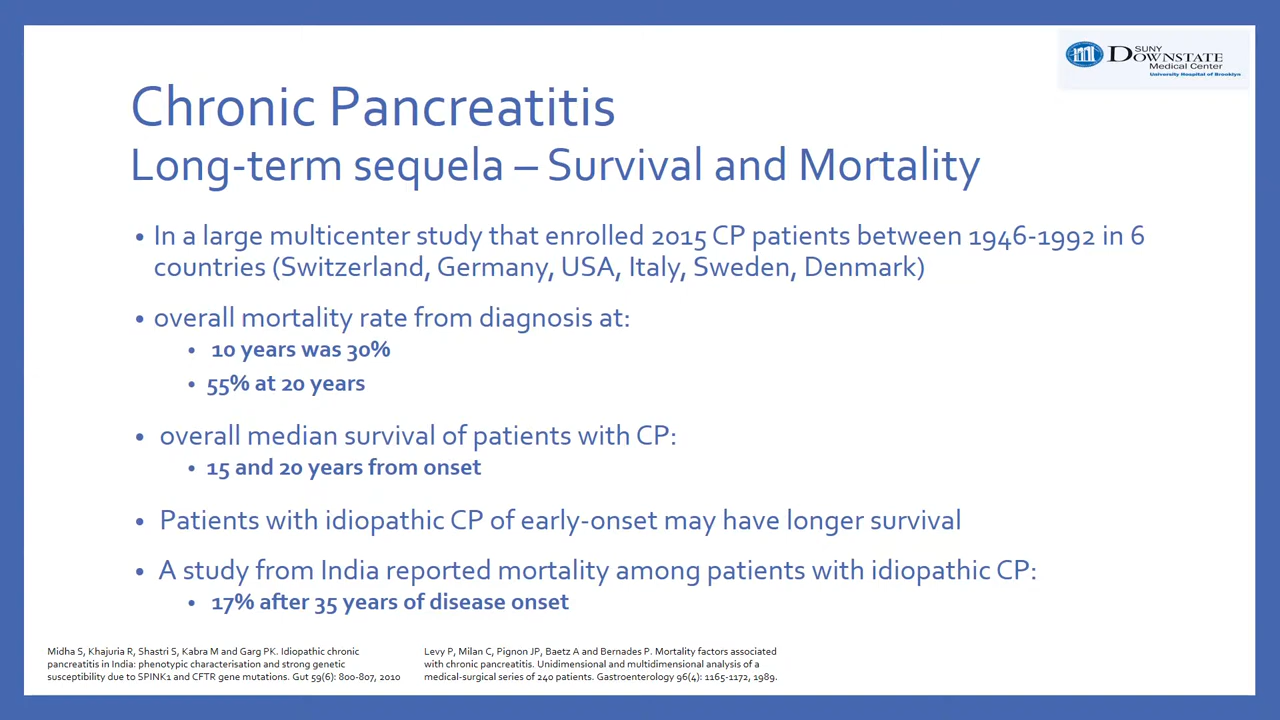 SUNY
DOWNSTATE
Medical Center
University Hospital of Brooklyn
Chronic Pancreatitis
Long-term sequela – Survival and Mortality
• In a large multicenter study that enrolled 2015 CP patients between 1946-1992 in 6
countries (Switzerland, Germany, USA, Italy, Sweden, Denmark)
• overall mortality rate from diagnosis at:
• 10 years was 30%
• 55% at 20 years
• overall median survival of patients with CP:
• 15 and 20 years from onset
• Patients with idiopathic CP of early-onset may have longer survival
• A study from India reported mortality among patients with idiopathic CP:
• 17% after 35 years of disease onset
Midha S, Khajuria R, Shastri S, Kabra M and Garg PK. Idiopathic chronic
pancreatitis in India: phenotypic characterisation and strong genetic
susceptibility due to SPINK1 and CFTR gene mutations. Gut 59(6): 800-807, 2010
Levy P, Milan C, Pignon JP, Baetz A and Bernades P. Mortality factors associated
with chronic pancreatitis. Unidimensional and multidimensional analysis of a
medical-surgical series of 240 patients. Gastroenterology 96(4): 1165-1172, 1989.